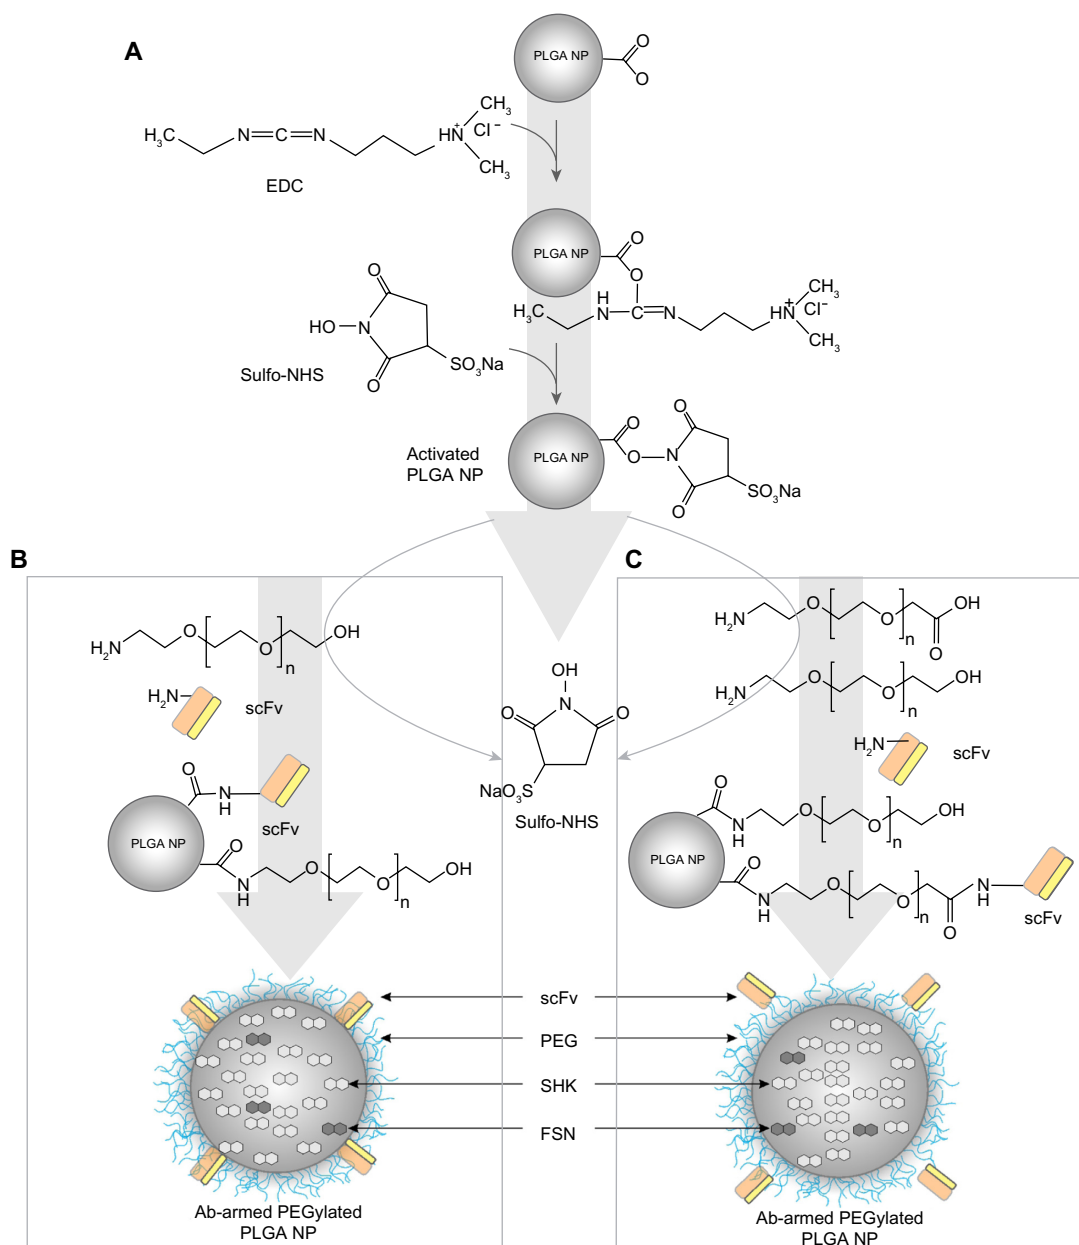 A
PLGA NP
O
O
H3C
N
C
N
HN
+
Cl−
CH3
CH3
EDC
PLGA NP
O
O
H3C
H
N
C
N
H
N
+
Cl−
CH3
CH3
O
HO
N
O
SO3Na
Sulfo-NHS
Activated
PLGA NP
PLGA NP
O
O
N
O
O
SO3Na
B
H2N
O
O
n
OH
H2N
scFv
O
N
H
scFv
PLGA NP
O
N
H
O
O
n
OH
OH
N
O
O
NaO3S
Sulfo-NHS
C
H2N
O
O
n
OH
O
H2N
O
O
n
OH
H2N
scFv
O
N
H
O
O
n
OH
PLGA NP
O
N
H
O
O
n
O
H
N
scFv
scFv
PEG
SHK
FSN
Ab-armed PEGylated
PLGA NP
Ab-armed PEGylated
PLGA NP